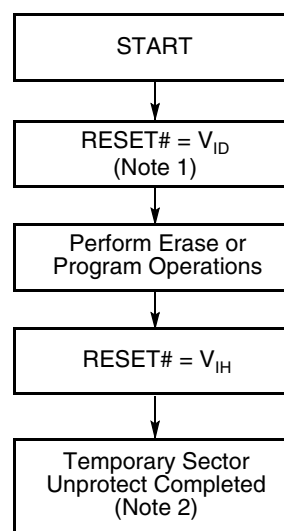 START
RESET# = VID
(Note 1)
Perform Erase or
Program Operations
RESET# = VIH
Temporary Sector
Unprotect Completed
(Note 2)